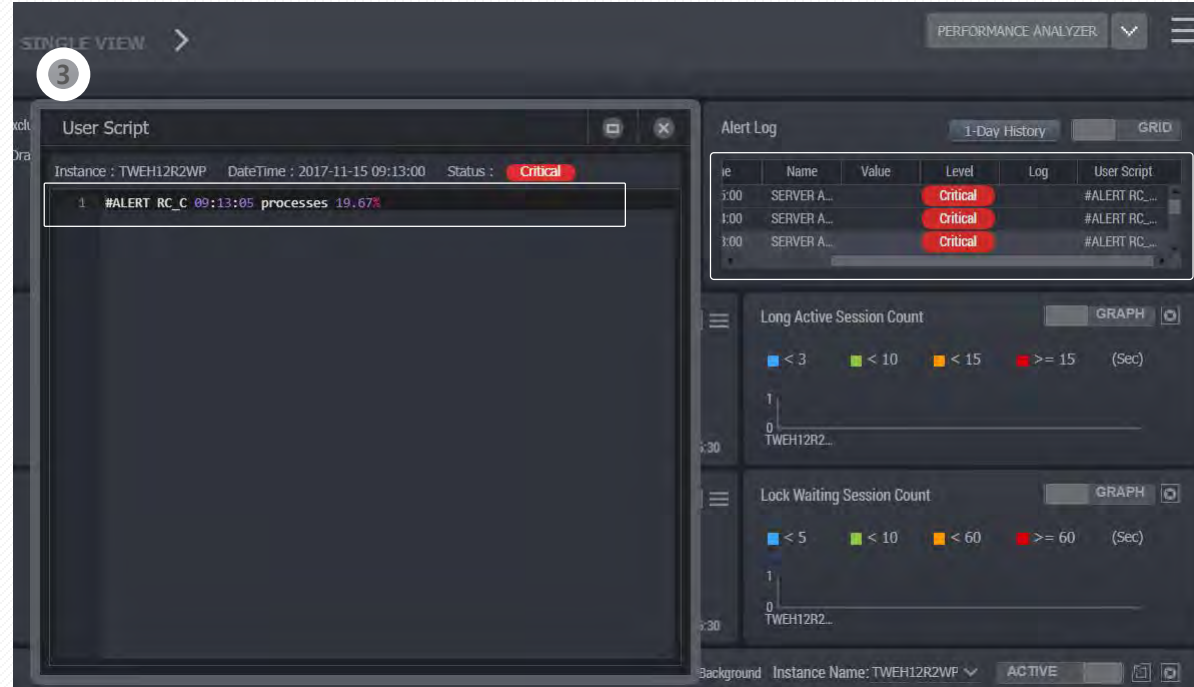 SINGLE VIEW >
PERFORMANCE ANALYZER
3
User Script
Instance : TWEH12R2WP DateTime : 2017-11-15 09:13:00 Status : Critical
1 #ALERT RC_C 09:13:05 processes 19.67%
Alert Log
1-Day History
GRID
Name Value Level Log User Script
SERVER A... Critical #ALERT RC_...
SERVER A... Critical #ALERT RC_...
SERVER A... Critical #ALERT RC_...
Long Active Session Count
GRAPH
< 3 < 10 < 15 >= 15 (Sec)
1
0
TWEH12R2...
Lock Waiting Session Count
GRAPH
< 5 < 10 < 60 >= 60 (Sec)
1
0
TWEH12R2...
Background Instance Name: TWEH12R2WP ACTIVE